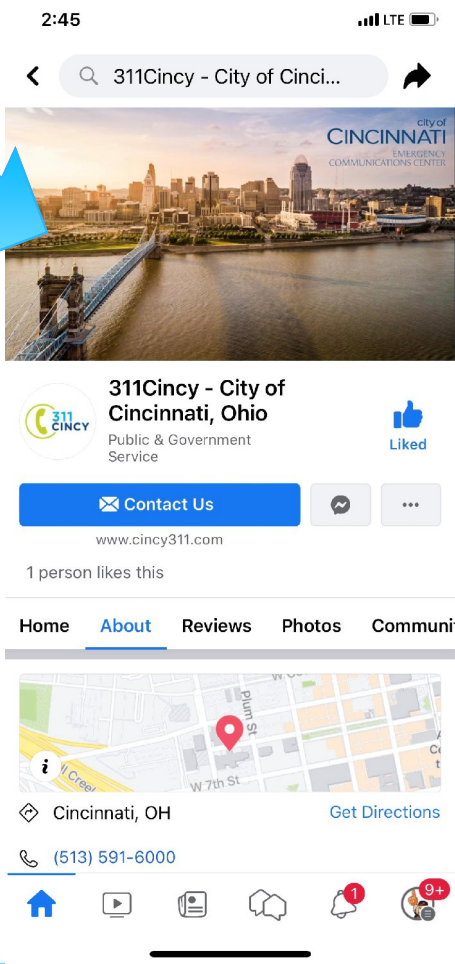 2:45
LTE
311Cincy - City of Cinci...
city of
CINCINNATI
EMERGENCY
COMMUNICATIONS CENTER
311
CINCY
311Cincy - City of
Cincinnati, Ohio
Public & Government
Service
Liked
Contact Us
www.cincy311.com
1 person likes this
Home About Reviews Photos Communi
Plum St
W 7th St
Cincinnati, OH
Get Directions
(513) 591-6000
1
9+